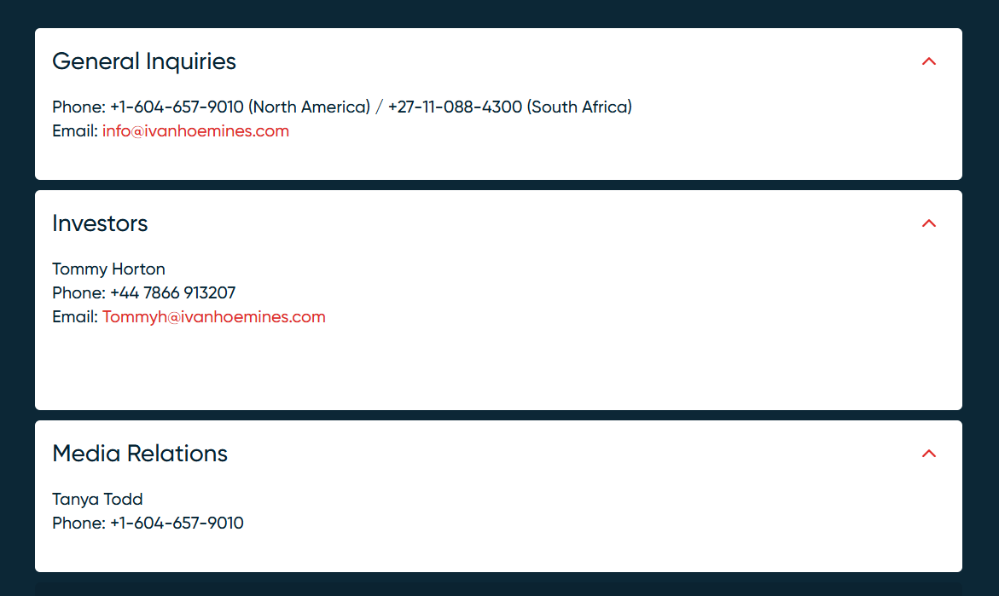 General Inquiries
Phone: +1-604-657-9010 (North America) / +27-11-088-4300 (South Africa)
Email: info@ivanhoemines.com
Investors
Tommy Horton
Phone: +44 7866 913207
Email: Tommyh@ivanhoemines.com
Media Relations
Tanya Todd
Phone: +1-604-657-9010